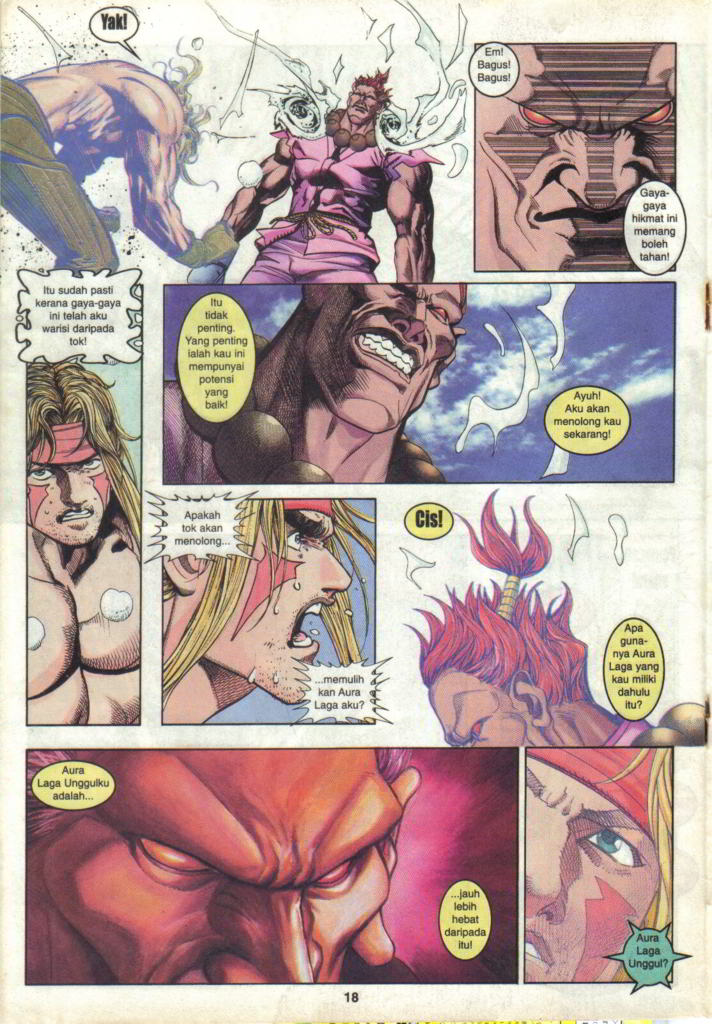 Yak!
Em!
Bagus!
Bagus!
Gaya-
gaya
hikmat ini
memang
boleh
tahan!
Itu sudah pasti
kerana gaya-gaya
ini telah aku
warisi daripada
tok!
Itu
tidak
penting.
Yang penting
ialah kau ini
mempunyai
potensi
yang
baik!
Ayuh!
Aku akan
menolong kau
sekarang!
Apakah
tok akan
menolong...
...memulih
kan Aura
Laga aku?
Cis!
Apa
guna-
nya Aura
Laga yang
kau miliki
dahulu
itu?
Aura
Laga Unggulku
adalah...
...jauh
lebih
hebat
daripada
itu!
Aura
Laga
Unggul?
18